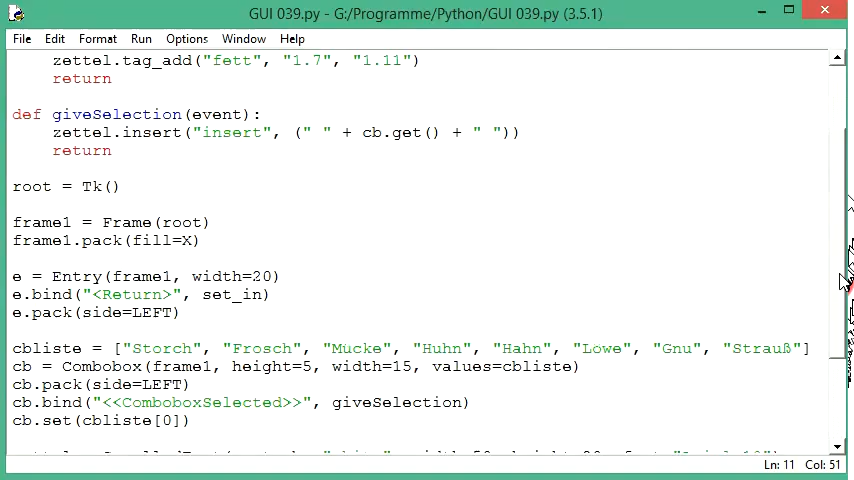 GUI 039.py - G:/Programme/Python/GUI 039.py (3.5.1)
File Edit Format Run Options Window Help
zettel.tag_add("fett", "1.7", "1.11")
return
def giveSelection(event):
zettel.insert("insert", (" " + cb.get() + " "))
return
root = Tk()
frame1 = Frame(root)
frame1.pack(fill=X)
e = Entry(frame1, width=20)
e.bind("<Return>", set_in)
e.pack(side=LEFT)
cbliste = ["Storch", "Frosch", "Mücke", "Huhn", "Hahn", "Löwe", "Gnu", "Strauß"]
cb = Combobox(frame1, height=5, width=15, values=cbliste)
cb.pack(side=LEFT)
cb.bind("<<ComboboxSelected>>", giveSelection)
cb.set(cbliste[0])
Ln: 11 Col: 51